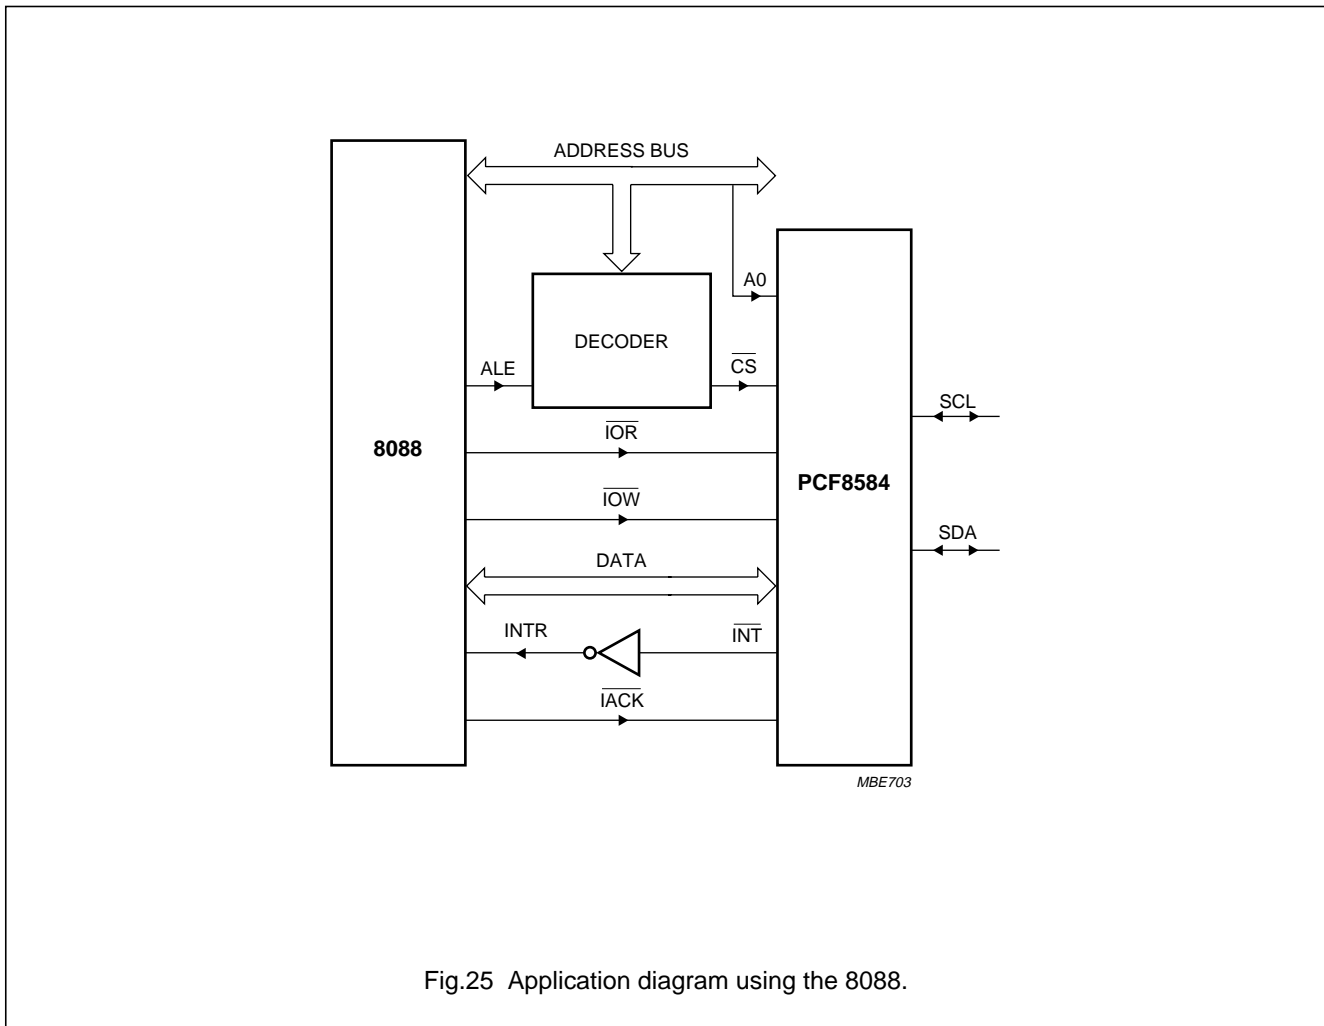 ADDRESS BUS
A0
DECODER
ALE
CS
SCL
IOR
8088
PCF8584
IOW
SDA
DATA
INTR
INT
IACK
MBE703
Fig.25 Application diagram using the 8088.